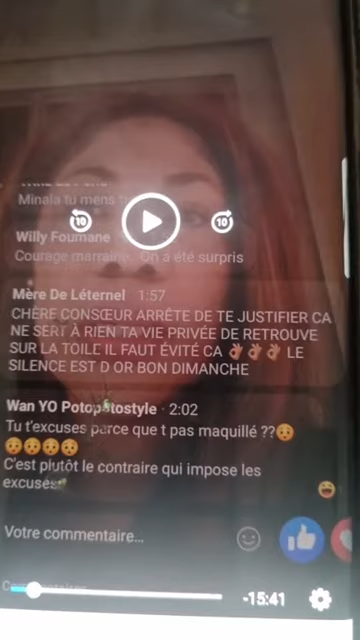 Minala tu mens
10
10
Willy Foumane
Courage marraine. On a été surpris
Mère De Léternel 1:57
CHÈRE CONSŒUR ARRÊTE DE TE JUSTIFIER CA
NE SERT À RIEN TA VIE PRIVÉE DE RETROUVE
SUR LA TOILE IL FAUT ÉVITÉ CA 👌🏽👌🏽👌🏽 LE
SILENCE EST D OR BON DIMANCHE
Wan YO Potopotostyle · 2:02
Tu t'excuses parce que t pas maquillé ??😯
😯😯😯😯
C'est plutôt le contraire qui impose les
excuses
Votre commentaire...
-15:41